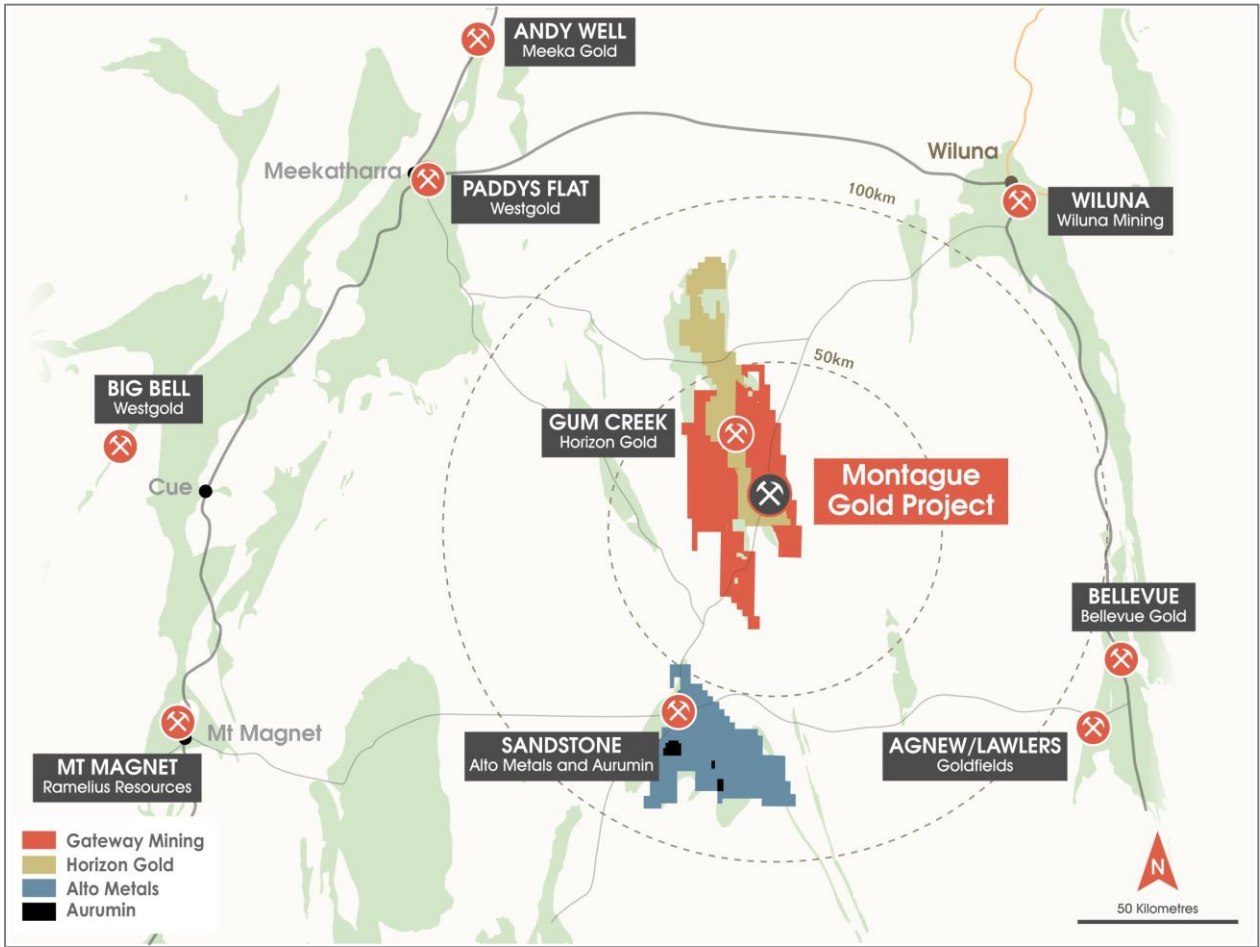 ANDY WELL
Meeka Gold
Meekatharra
PADDYS FLAT
Westgold
Wiluna
WILUNA
Wiluna Mining
100km
50km
BIG BELL
Westgold
Cue
GUM CREEK
Horizon Gold
Montague
Gold Project
BELLEVUE
Bellevue Gold
Mt Magnet
MT MAGNET
Ramelius Resources
SANDSTONE
Alto Metals and Aurumin
AGNEW/LAWLERS
Goldfields
Gateway Mining
Horizon Gold
Alto Metals
Aurumin
N
50 Kilometres